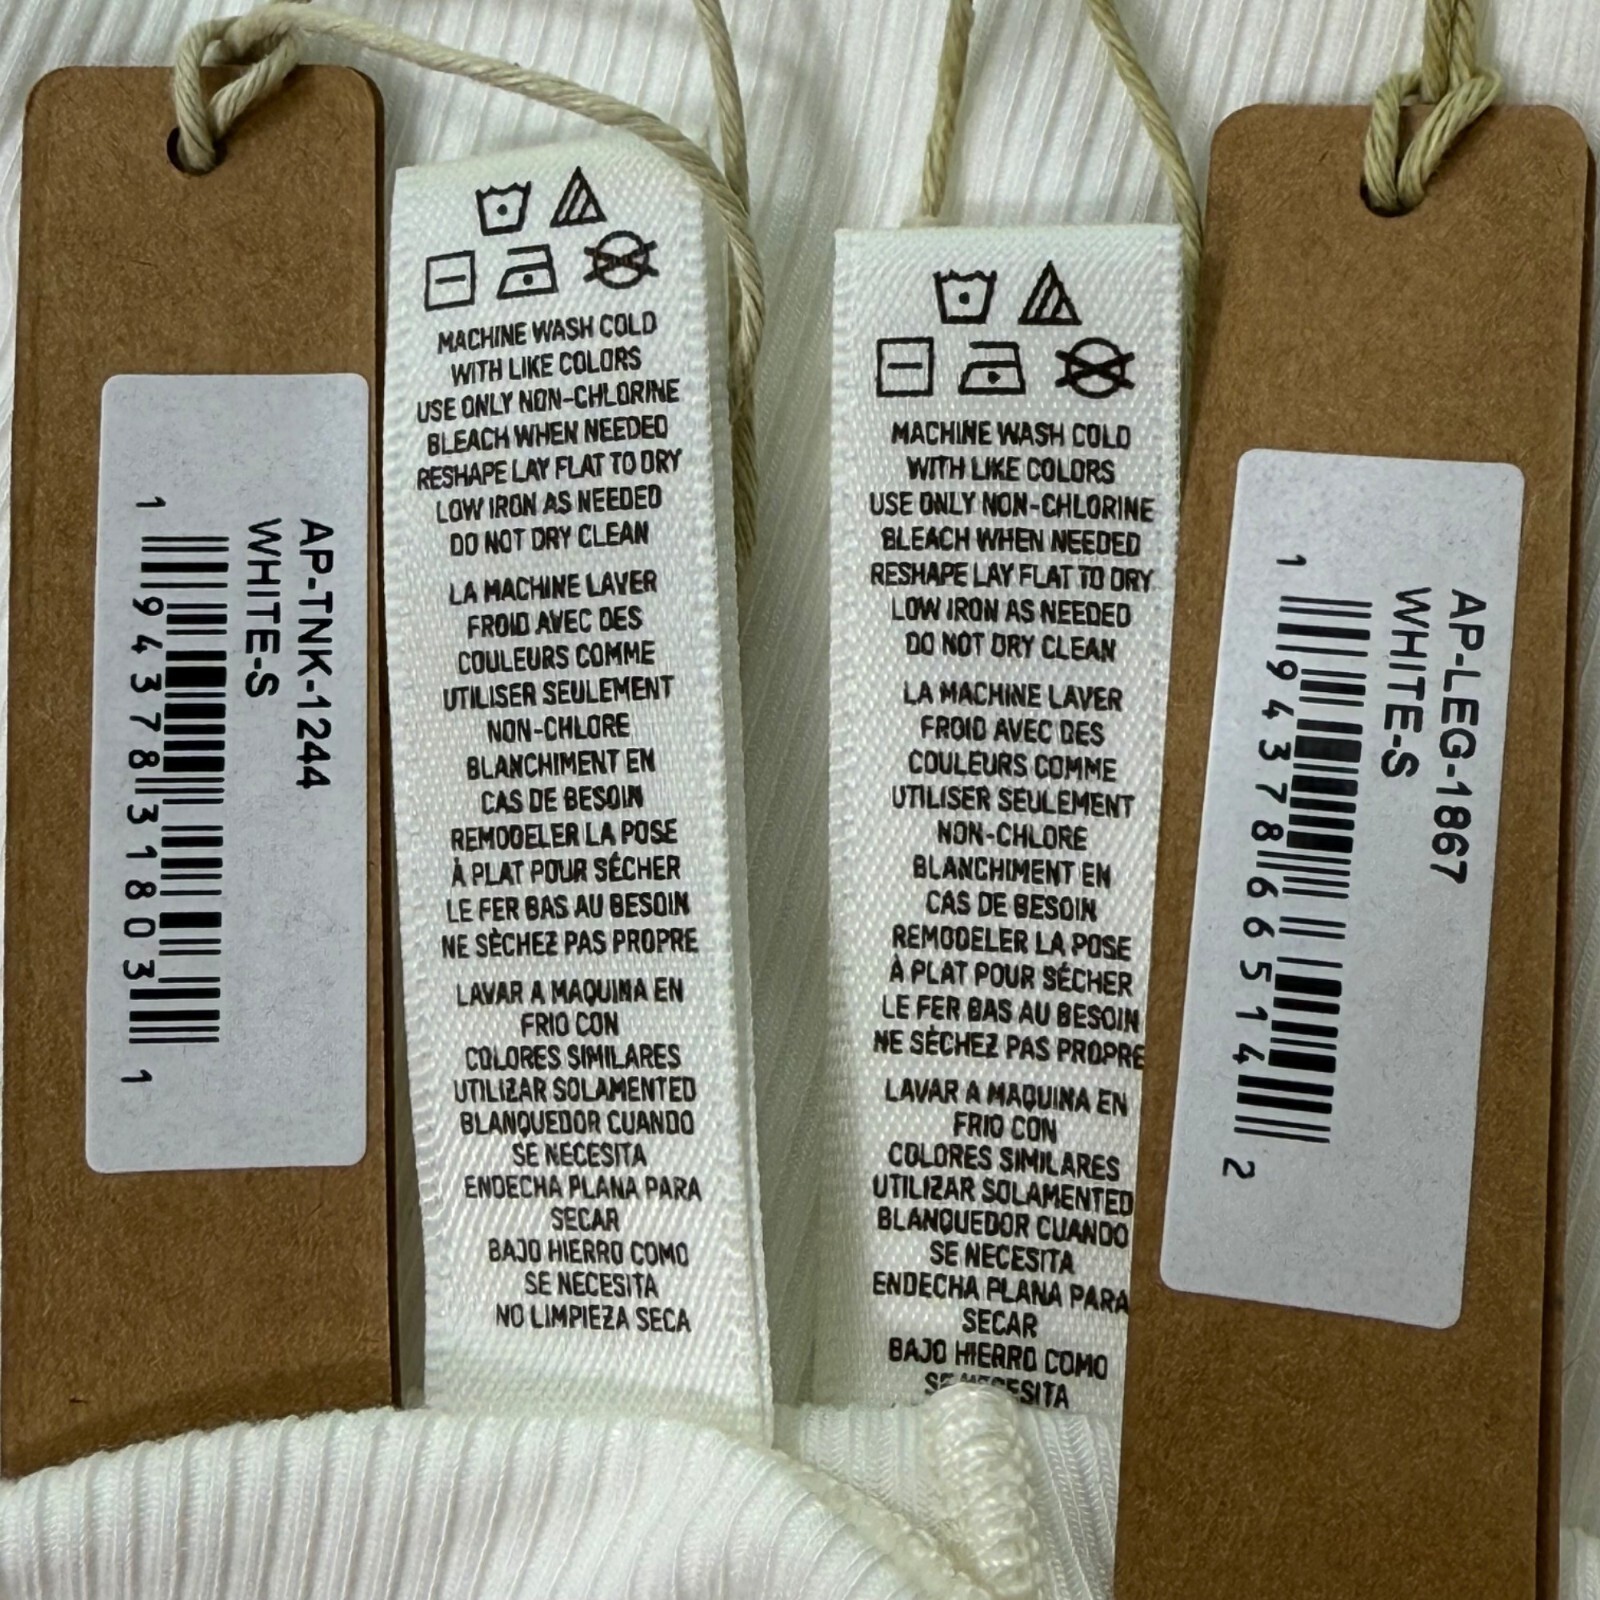 AP-TNK-1244
WHITE-S
1 94378 31803 1
MACHINE WASH COLD
WITH LIKE COLORS
USE ONLY NON-CHLORINE
BLEACH WHEN NEEDED
RESHAPE LAY FLAT TO DRY
LOW IRON AS NEEDED
DO NOT DRY CLEAN
LA MACHINE LAVER
FROID AVEC DES
COULEURS COMME
UTILISER SEULEMENT
NON-CHLORE
BLANCHIMENT EN
CAS DE BESOIN
REMODELER LA POSE
À PLAT POUR SÉCHER
LE FER BAS AU BESOIN
NE SÈCHEZ PAS PROPRE
LAVAR A MAQUINA EN
FRIO CON
COLORES SIMILARES
UTILIZAR SOLAMENTED
BLANQUEDOR CUANDO
SE NECESITA
ENDECHA PLANA PARA
SECAR
BAJO HIERRO COMO
SE NECESITA
NO LIMPIEZA SECA
MACHINE WASH COLD
WITH LIKE COLORS
USE ONLY NON-CHLORINE
BLEACH WHEN NEEDED
RESHAPE LAY FLAT TO DRY
LOW IRON AS NEEDED
DO NOT DRY CLEAN
LA MACHINE LAVER
FROID AVEC DES
COULEURS COMME
UTILISER SEULEMENT
NON-CHLORE
BLANCHIMENT EN
CAS DE BESOIN
REMODELER LA POSE
À PLAT POUR SÉCHER
LE FER BAS AU BESOIN
NE SÈCHEZ PAS PROPRE
LAVAR A MAQUINA EN
FRIO CON
COLORES SIMILARES
UTILIZAR SOLAMENTED
BLANQUEDOR CUANDO
SE NECESITA
ENDECHA PLANA PARA
SECAR
BAJO HIERRO COMO
SE NECESITA
AP-LEG-1867
WHITE-S
1 94378 66514 2